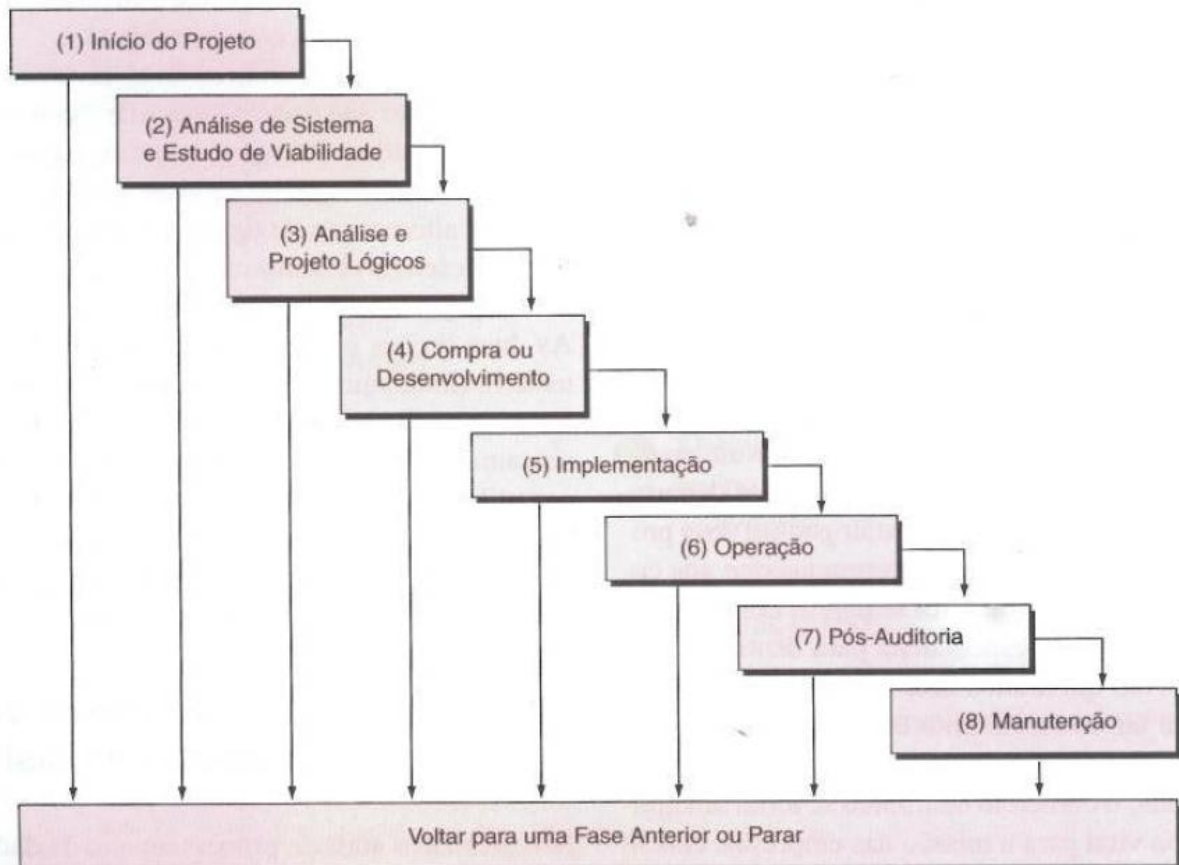 (1) Início do Projeto
(2) Análise de Sistema
e Estudo de Viabilidade
(3) Análise e
Projeto Lógicos
(4) Compra ou
Desenvolvimento
(5) Implementação
(6) Operação
(7) Pós-Auditoria
(8) Manutenção
Voltar para uma Fase Anterior ou Parar